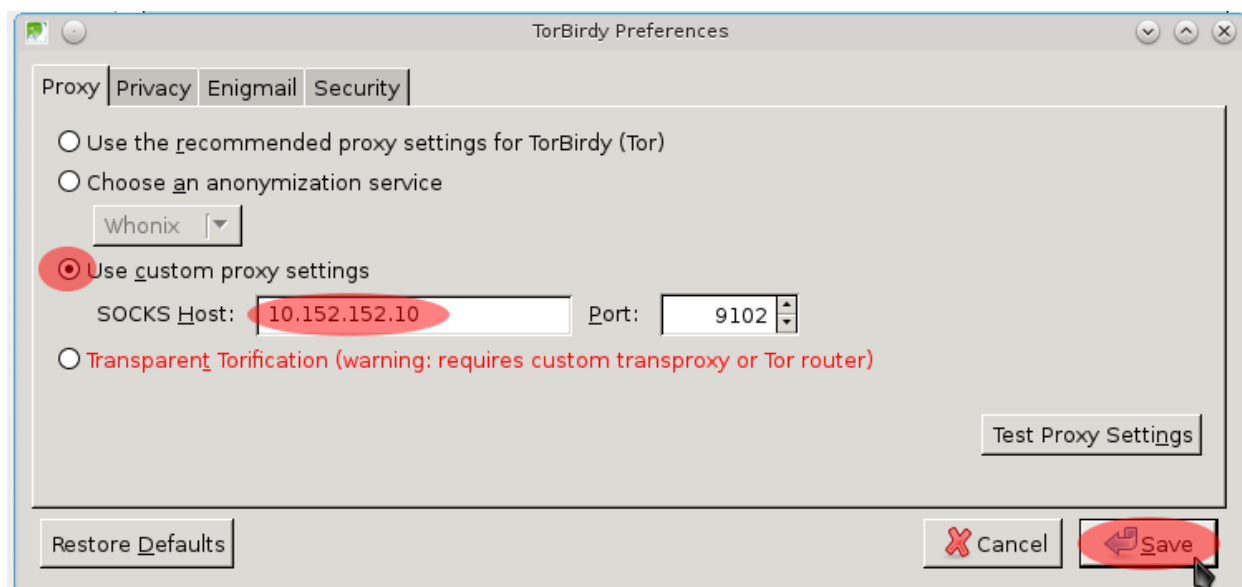 TorBirdy Preferences
Proxy Privacy Enigmail Security
Use the recommended proxy settings for TorBirdy (Tor)
Choose an anonymization service
Whonix
Use custom proxy settings
SOCKS Host: 10.152.152.10 Port: 9102
Transparent Torification (warning: requires custom transproxy or Tor router)
Test Proxy Settings
Restore Defaults Cancel Save